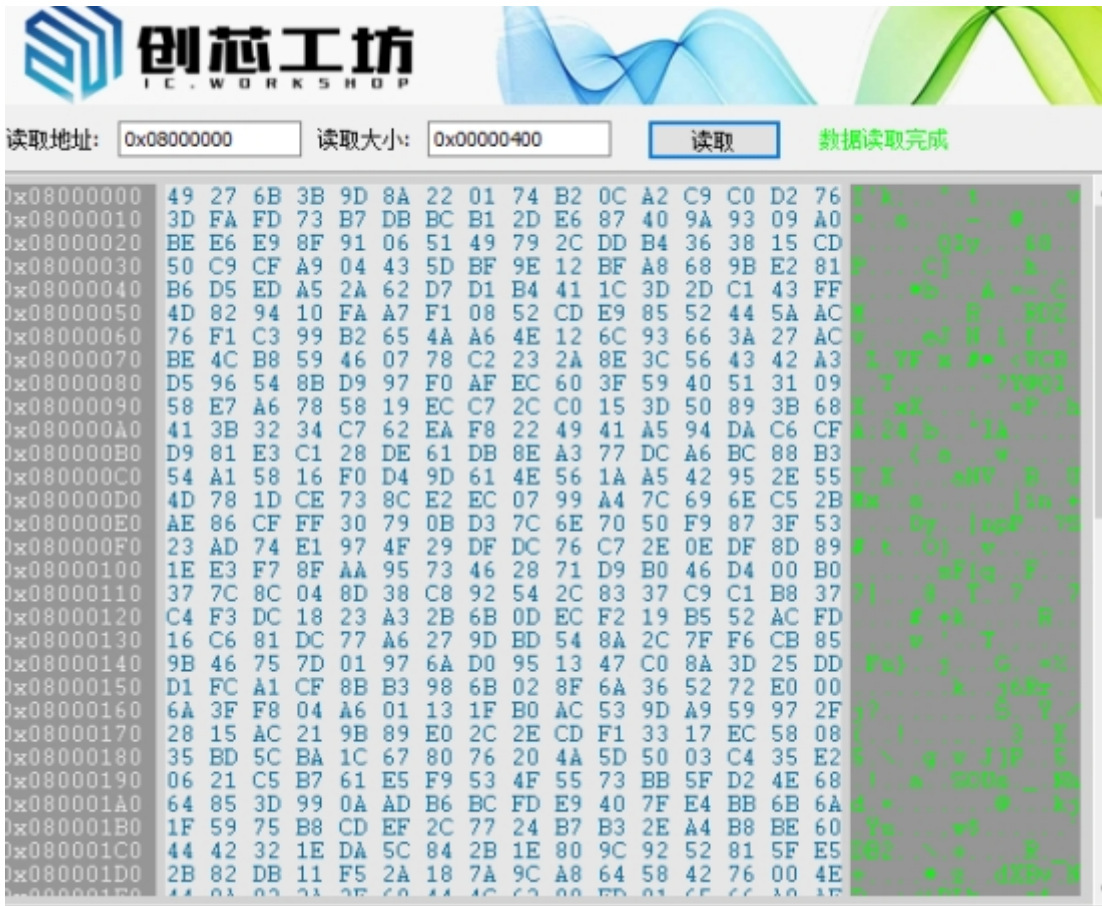 创芯工坊
IC.WORKSHOP
读取地址: 0x08000000 读取大小: 0x00000400 读取 数据读取完成
0x08000000 49 27 6B 3B 9D 8A 22 01 74 B2 0C A2 C9 C0 D2 76
0x08000010 3D FA FD 73 B7 DB BC B1 2D E6 87 40 9A 93 09 A0
0x08000020 BE E6 E9 8F 91 06 51 49 79 2C DD B4 36 38 15 CD
0x08000030 50 C9 CF A9 04 43 5D BF 9E 12 BF A8 68 9B E2 81
0x08000040 B6 D5 ED A5 2A 62 D7 D1 B4 41 1C 3D 2D C1 43 FF
0x08000050 4D 82 94 10 FA A7 F1 08 52 CD E9 85 52 44 5A AC
0x08000060 76 F1 C3 99 B2 65 4A A6 4E 12 6C 93 66 3A 27 AC
0x08000070 BE 4C B8 59 46 07 78 C2 23 2A 8E 3C 56 43 42 A3
0x08000080 D5 96 54 8B D9 97 F0 AF EC 60 3F 59 40 51 31 09
0x08000090 58 E7 A6 78 58 19 EC C7 2C C0 15 3D 50 89 3B 68
0x080000A0 41 3B 32 34 C7 62 EA F8 22 49 41 A5 94 DA C6 CF
0x080000B0 D9 81 E3 C1 28 DE 61 DB 8E A3 77 DC A6 BC 88 B3
0x080000C0 54 A1 58 16 F0 D4 9D 61 4E 56 1A A5 42 95 2E 55
0x080000D0 4D 78 1D CE 73 8C E2 EC 07 99 A4 7C 69 6E C5 2B
0x080000E0 AE 86 CF FF 30 79 0B D3 7C 6E 70 50 F9 87 3F 53
0x080000F0 23 AD 74 E1 97 4F 29 DF DC 76 C7 2E 0E DF 8D 89
0x08000100 1E E3 F7 8F AA 95 73 46 28 71 D9 B0 46 D4 00 B0
0x08000110 37 7C 8C 04 8D 38 C8 92 54 2C 83 37 C9 C1 B8 37
0x08000120 C4 F3 DC 18 23 A3 2B 6B 0D EC F2 19 B5 52 AC FD
0x08000130 16 C6 81 DC 77 A6 27 9D BD 54 8A 2C 7F F6 CB 85
0x08000140 9B 46 75 7D 01 97 6A D0 95 13 47 C0 8A 3D 25 DD
0x08000150 D1 FC A1 CF 8B B3 98 6B 02 8F 6A 36 52 72 E0 00
0x08000160 6A 3F F8 04 A6 01 13 1F B0 AC 53 9D A9 59 97 2F
0x08000170 28 15 AC 21 9B 89 E0 2C 2E CD F1 33 17 EC 58 08
0x08000180 35 BD 5C BA 1C 67 80 76 20 4A 5D 50 03 C4 35 E2
0x08000190 06 21 C5 B7 61 E5 F9 53 4F 55 73 BB 5F D2 4E 68
0x080001A0 64 85 3D 99 0A AD B6 BC FD E9 40 7F E4 BB 6B 6A
0x080001B0 1F 59 75 B8 CD EF 2C 77 24 B7 B3 2E A4 B8 BE 60
0x080001C0 44 42 32 1E DA 5C 84 2B 1E 80 9C 92 52 81 5F E5
0x080001D0 2B 82 DB 11 F5 2A 18 7A 9C A8 64 58 42 76 00 4E